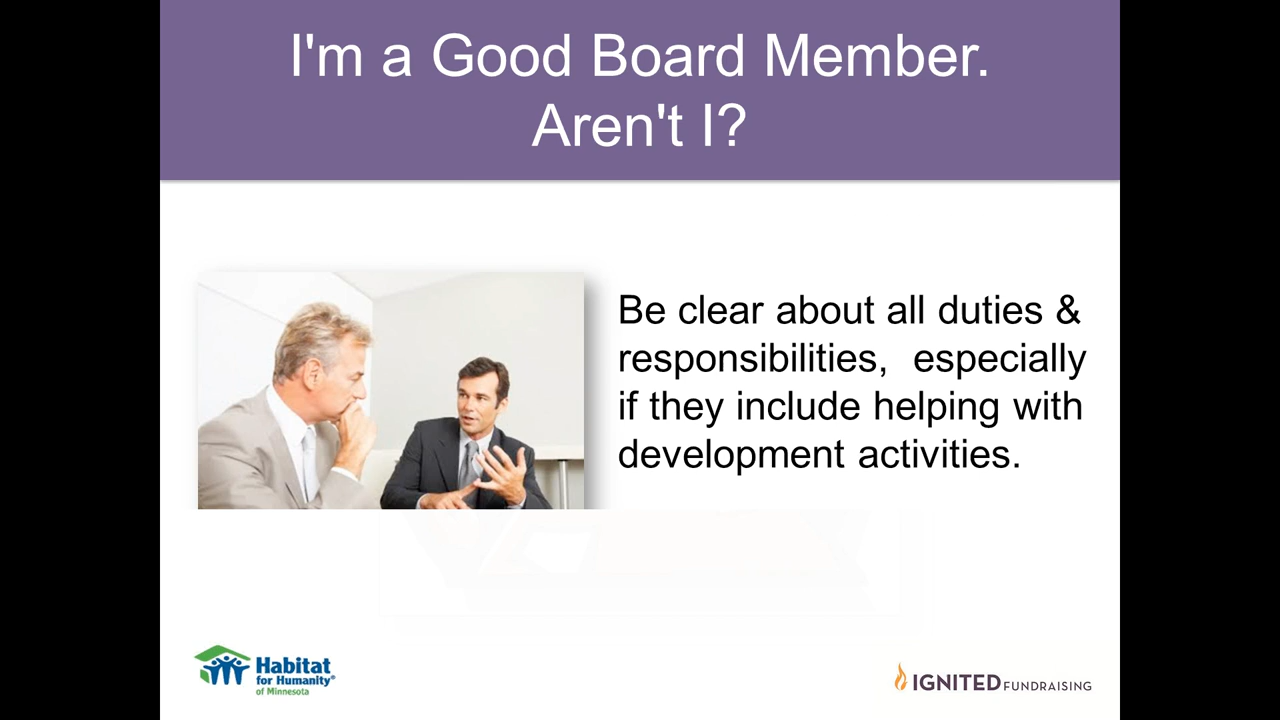 I'm a Good Board Member.
Aren't I?
Be clear about all duties &
responsibilities, especially
if they include helping with
development activities.
Habitat
for Humanity®
of Minnesota
IGNITED FUNDRAISING